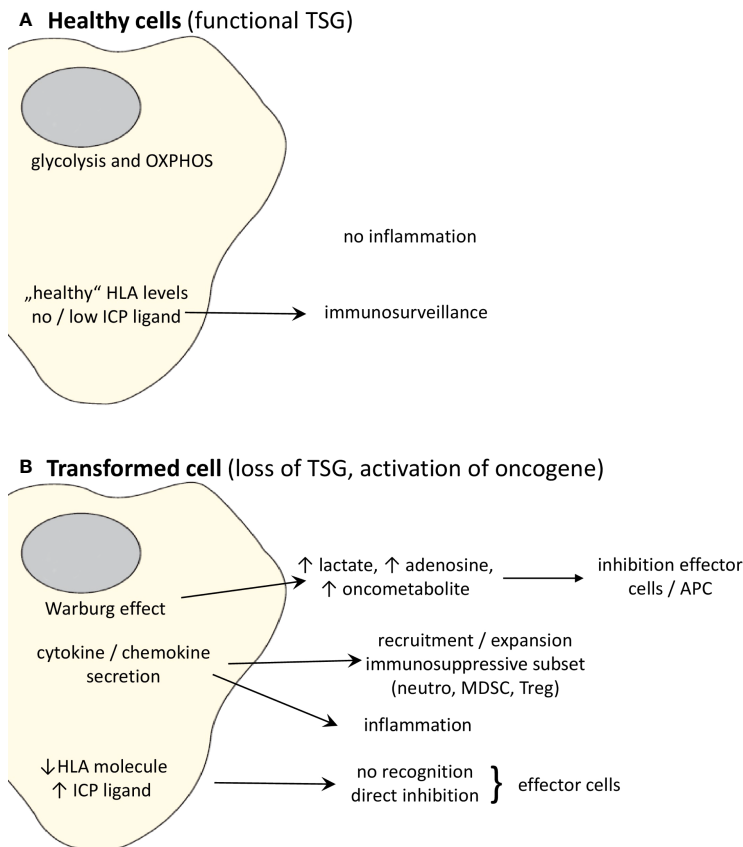 A Healthy cells (functional TSG)
glycolysis and OXPHOS
no inflammation
„healthy“ HLA levels
no / low ICP ligand
immunosurveillance
B Transformed cell (loss of TSG, activation of oncogene)
Warburg effect
↑ lactate, ↑ adenosine,
↑ oncometabolite
inhibition effector
cells / APC
cytokine / chemokine
secretion
recruitment / expansion
immunosuppressive subset
(neutro, MDSC, Treg)
inflammation
↓HLA molecule
↑ ICP ligand
no recognition
direct inhibition
} effector cells